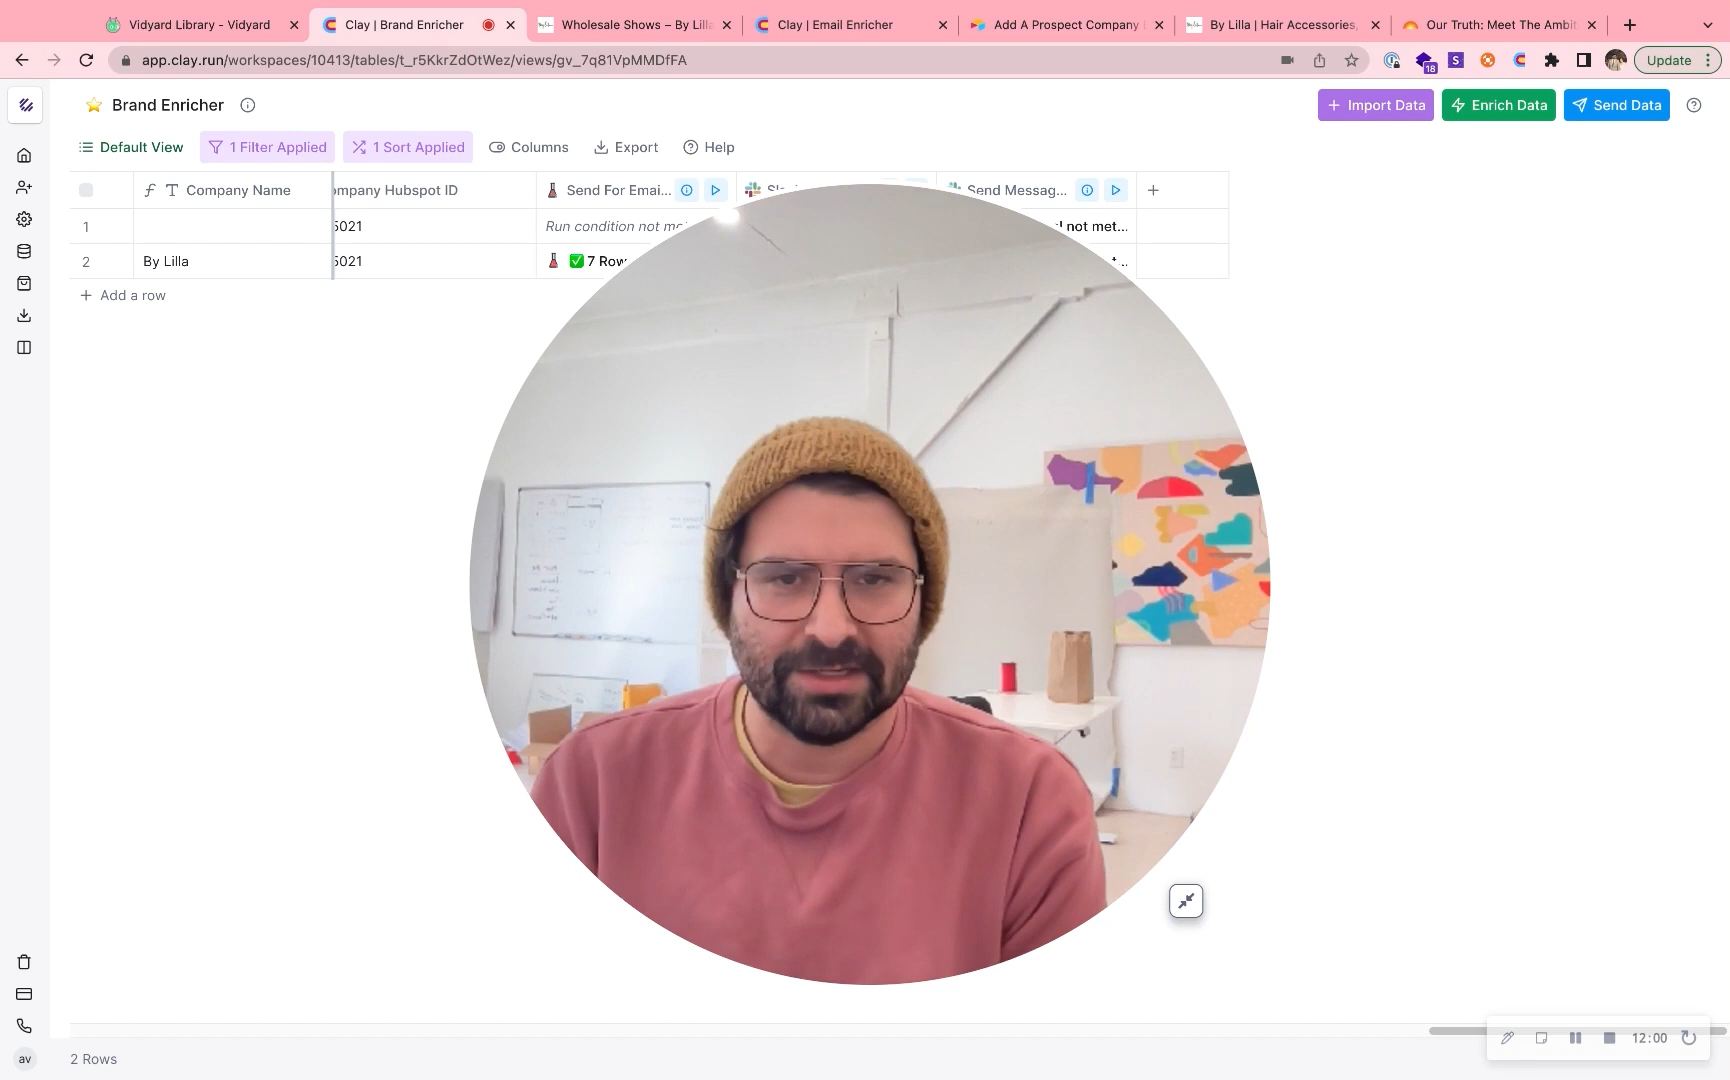 Vidyard Library - Vidyard
Clay | Brand Enricher
Wholesale Shows – By Lilla
Clay | Email Enricher
Add A Prospect Company
By Lilla | Hair Accessories,
Our Truth: Meet The Ambit
app.clay.run/workspaces/10413/tables/t_r5KkrZdOtWez/views/gv_7q81VpMMDfFA
18
S
Update
Brand Enricher
Import Data
Enrich Data
Send Data
Default View
1 Filter Applied
1 Sort Applied
Columns
Export
Help
Company Name
ompany Hubspot ID
Send For Emai...
Send Messag...
1
5021
Run condition not me
not met...
2
By Lilla
5021
7 Row
Add a row
av
2 Rows
12:00